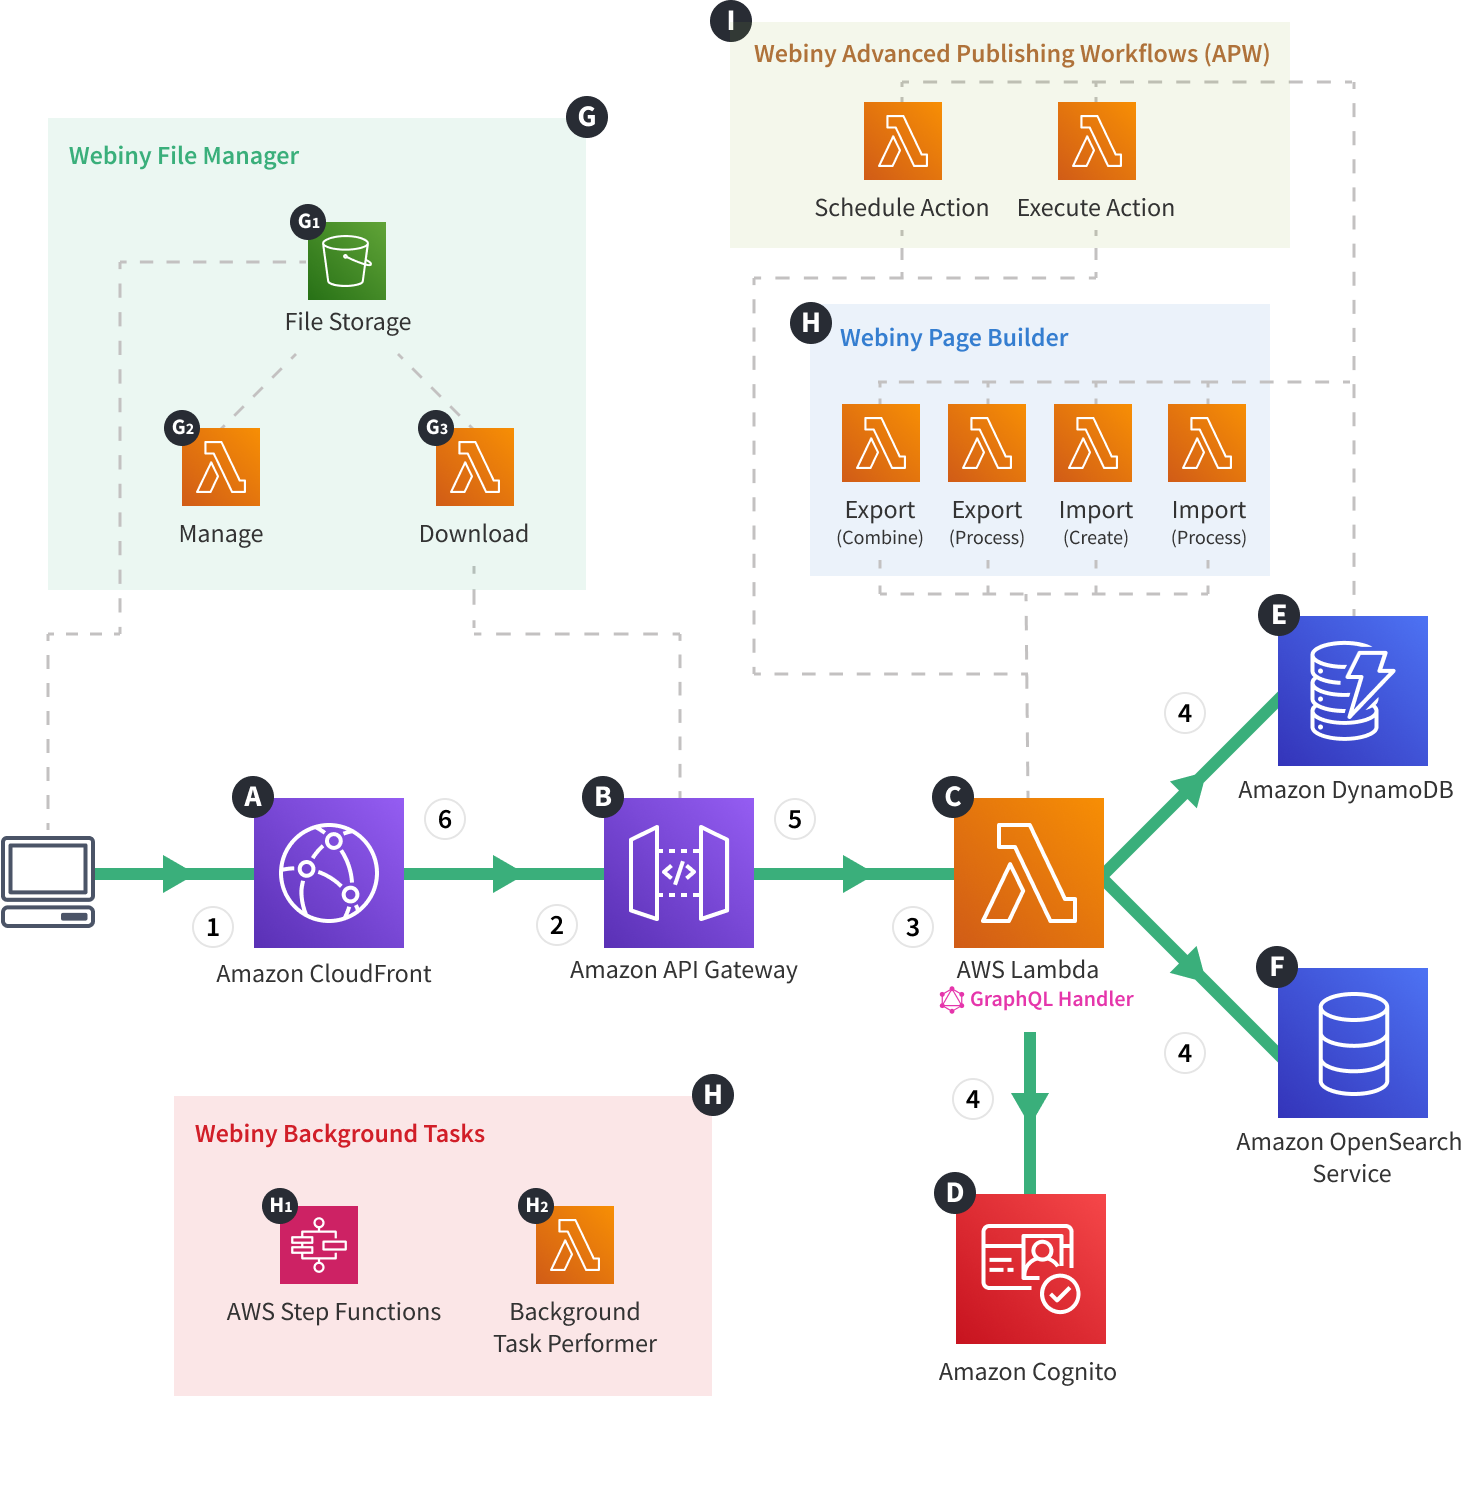 I
Webiny Advanced Publishing Workflows (APW)
Schedule Action
Execute Action
G
Webiny File Manager
G1
File Storage
G2
Manage
G3
Download
H
Webiny Page Builder
Export
(Combine)
Export
(Process)
Import
(Create)
Import
(Process)
E
Amazon DynamoDB
4
A
Amazon CloudFront
1
6
B
Amazon API Gateway
2
5
C
AWS Lambda
GraphQL Handler
3
F
Amazon OpenSearch
Service
4
4
D
Amazon Cognito
H
Webiny Background Tasks
H1
AWS Step Functions
H2
Background
Task Performer